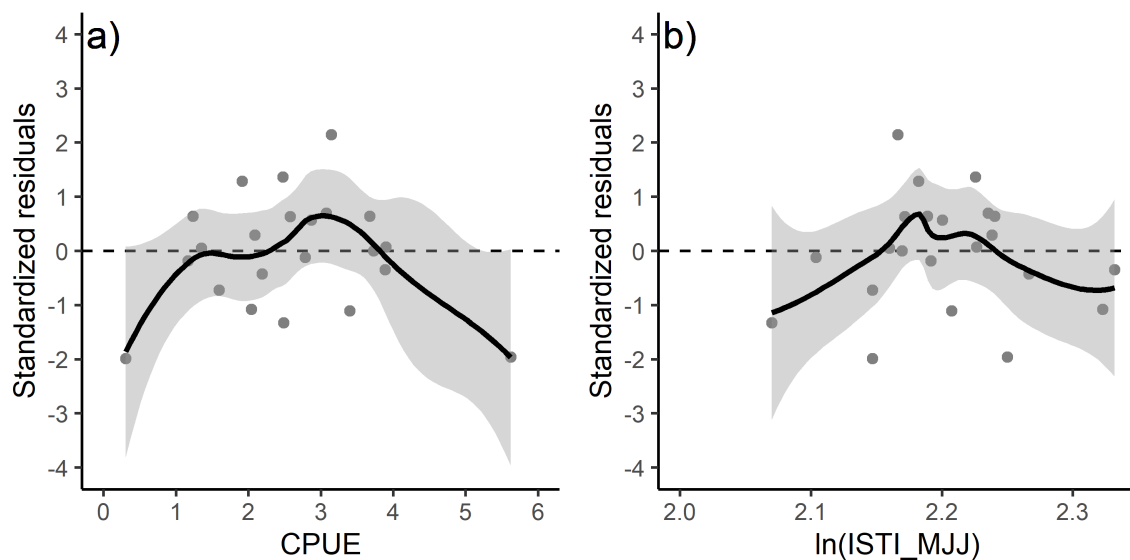 a)
Standardized residuals
4
3
2
1
0
-1
-2
-3
-4
0 1 2 3 4 5 6
CPUE
b)
Standardized residuals
4
3
2
1
0
-1
-2
-3
-4
2.0 2.1 2.2 2.3
ln(ISTI_MJJ)